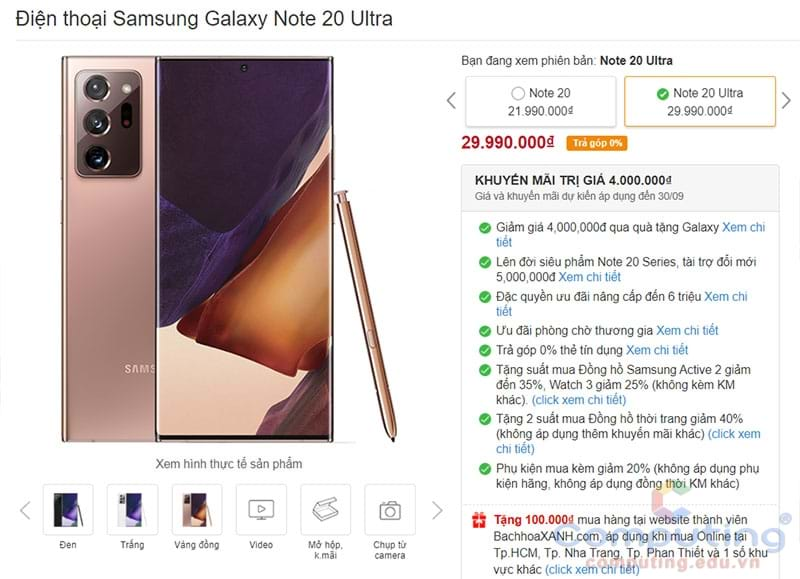 Điện thoại Samsung Galaxy Note 20 Ultra
SAMS
Xem hình thực tế sản phẩm
Đen
Trắng
Vàng đồng
Video
Mở hộp,
k.mãi
Chụp từ
camera
Bạn đang xem phiên bản: Note 20 Ultra
Note 20
21.990.000₫
Note 20 Ultra
29.990.000₫
29.990.000₫ Trả góp 0%
KHUYẾN MÃI TRỊ GIÁ 4.000.000₫
Giá và khuyến mãi dự kiến áp dụng đến 30/09
Giảm giá 4,000,000đ qua quà tặng Galaxy Xem chi
tiết
Lên đời siêu phẩm Note 20 Series, tài trợ đổi mới
5,000,000đ Xem chi tiết
Đặc quyền ưu đãi nâng cấp đến 6 triệu Xem chi
tiết
Ưu đãi phòng chờ thương gia Xem chi tiết
Trả góp 0% thẻ tín dụng Xem chi tiết
Tặng suất mua Đồng hồ Samsung Active 2 giảm
đến 35%, Watch 3 giảm 25% (không kèm KM
khác). (click xem chi tiết)
Tặng 2 suất mua Đồng hồ thời trang giảm 40%
(không áp dụng thêm khuyến mãi khác) (click xem
chi tiết)
Phụ kiện mua kèm giảm 20% (không áp dụng phụ
kiện hãng, không áp dụng đồng thời KM khác)
Tặng 100.000₫ mua hàng tại website thành viên
BachhoaXANH.com, áp dụng khi mua Online tại
Tp.HCM, Tp. Nha Trang, Tp. Phan Thiết và 1 số khu
vực khác (click xem chi tiết)
Computing
computing.edu.vn